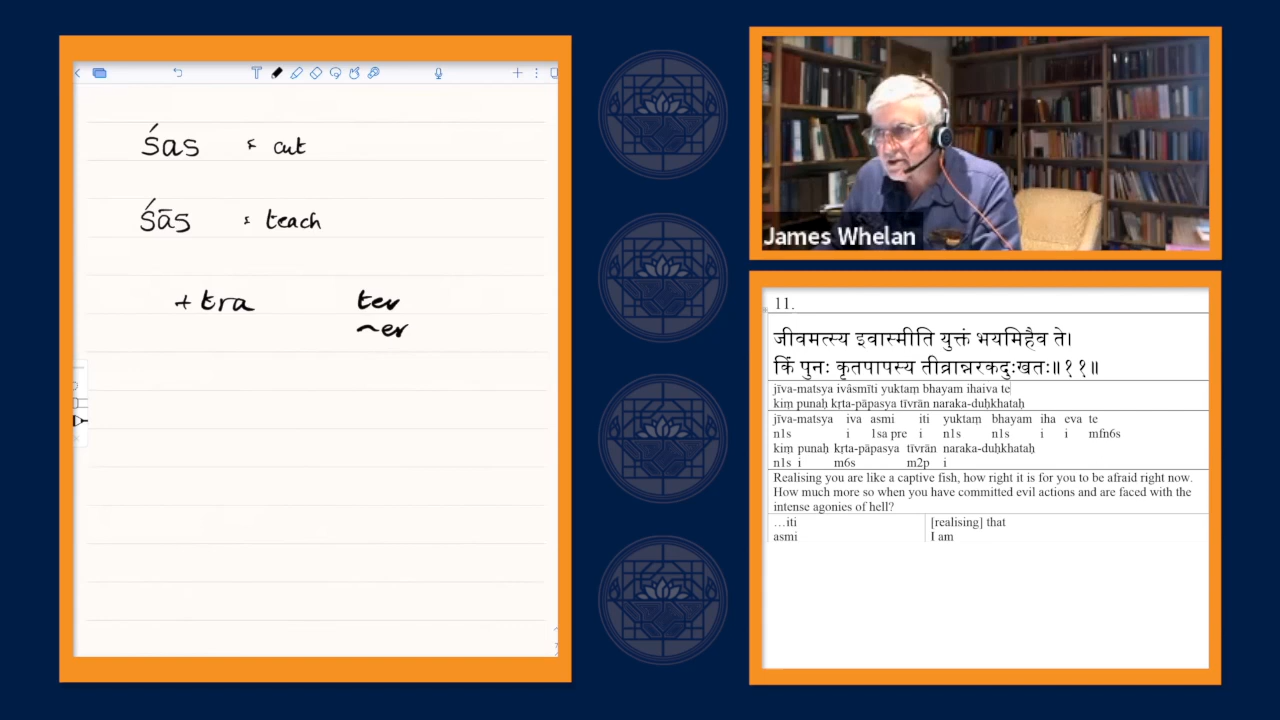 śas = cut
śās = teach
+ tra ter
~er
James Whelan
11.
जीवमत्स्य इवास्मीति युक्तं भयमिहैव ते।
किं पुनः कृतपापस्य तीव्रान्नरकदुःखतः॥११॥
jīva-matsya ivâsmīti yuktaṃ bhayam ihaiva te
kiṃ punaḥ kṛta-pāpasya tīvrān naraka-duḥkhataḥ
jīva-matsya iva asmi iti yuktaṃ bhayam iha eva te
n1s i 1sa pre i n1s n1s i i mfn6s
kiṃ punaḥ kṛta-pāpasya tīvrān naraka-duḥkhataḥ
n1s i m6s m2p i
Realising you are like a captive fish, how right it is for you to be afraid right now.
How much more so when you have committed evil actions and are faced with the
intense agonies of hell?
…iti [realising] that
asmi I am